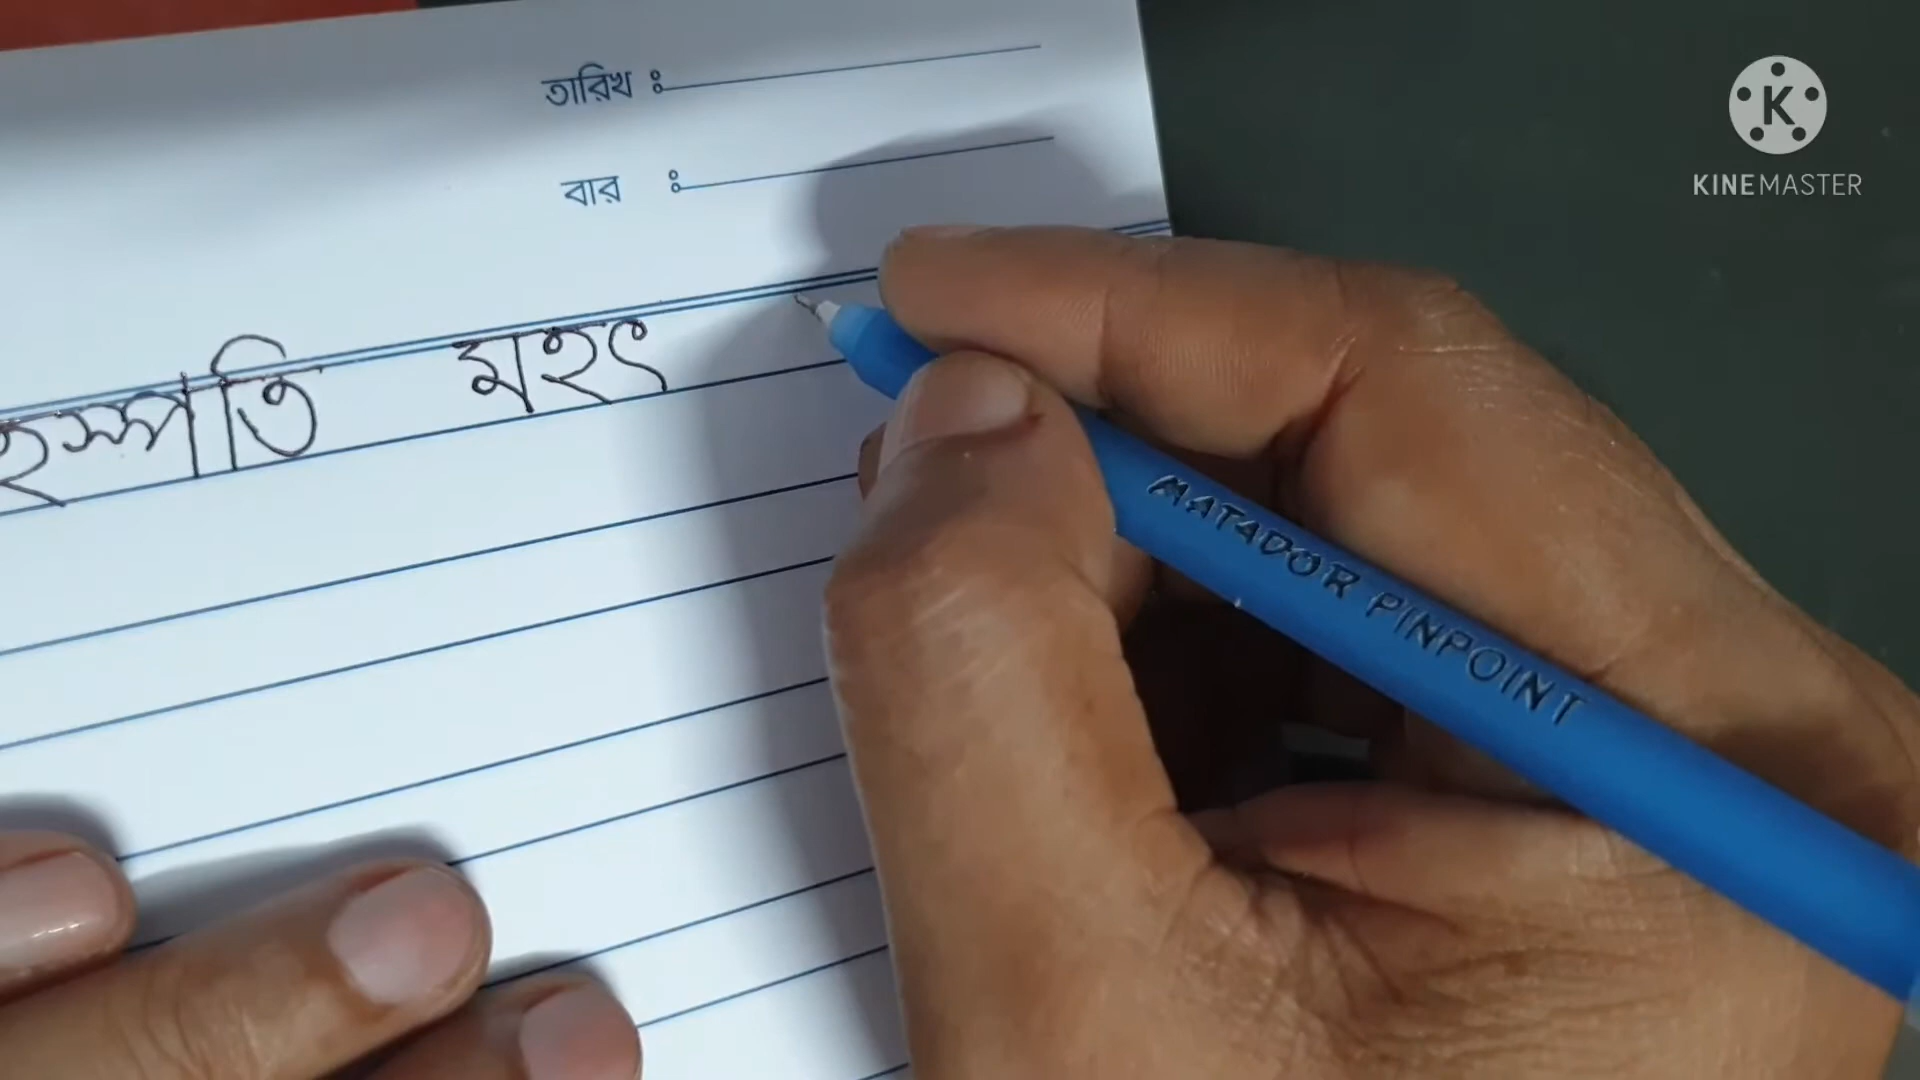 তারিখ ঃ
বার ঃ
KINEMASTER
হস্পতি মহৎ
MATADOR PINPOINT